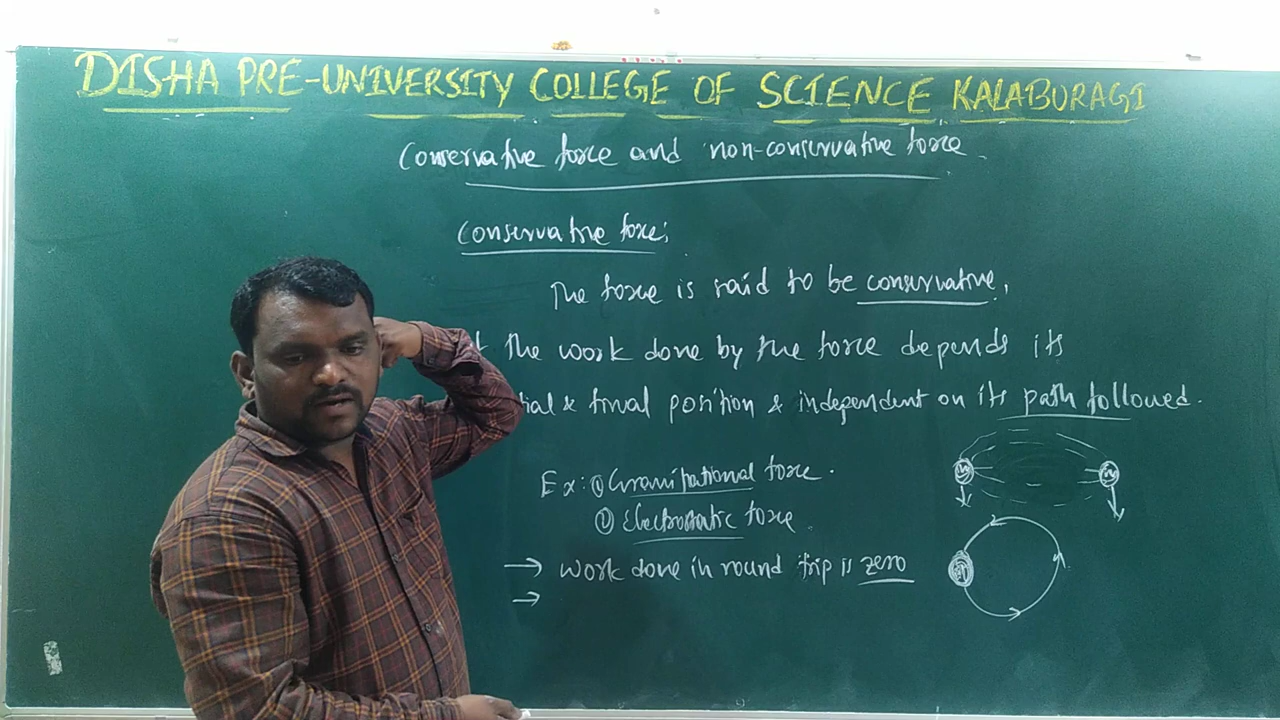 DISHA PRE-UNIVERSITY COLLEGE OF SCIENCE KALABURAGI
Conservative force and non-conservative force.
Conservative force:
The force is said to be conservative,
the work done by the force depends its
tial & final position & independent on its path followed.
Ex: ① Gravitational force.
② Electrostatic force.
→ work done in round trip is zero
→